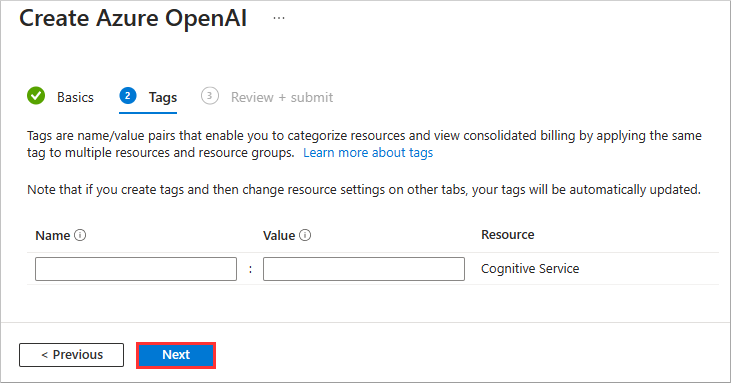 Create Azure OpenAI ...
Basics 2 Tags 3 Review + submit
Tags are name/value pairs that enable you to categorize resources and view consolidated billing by applying the same
tag to multiple resources and resource groups. Learn more about tags
Note that if you create tags and then change resource settings on other tabs, your tags will be automatically updated.
Name Value Resource
: Cognitive Service
< Previous Next